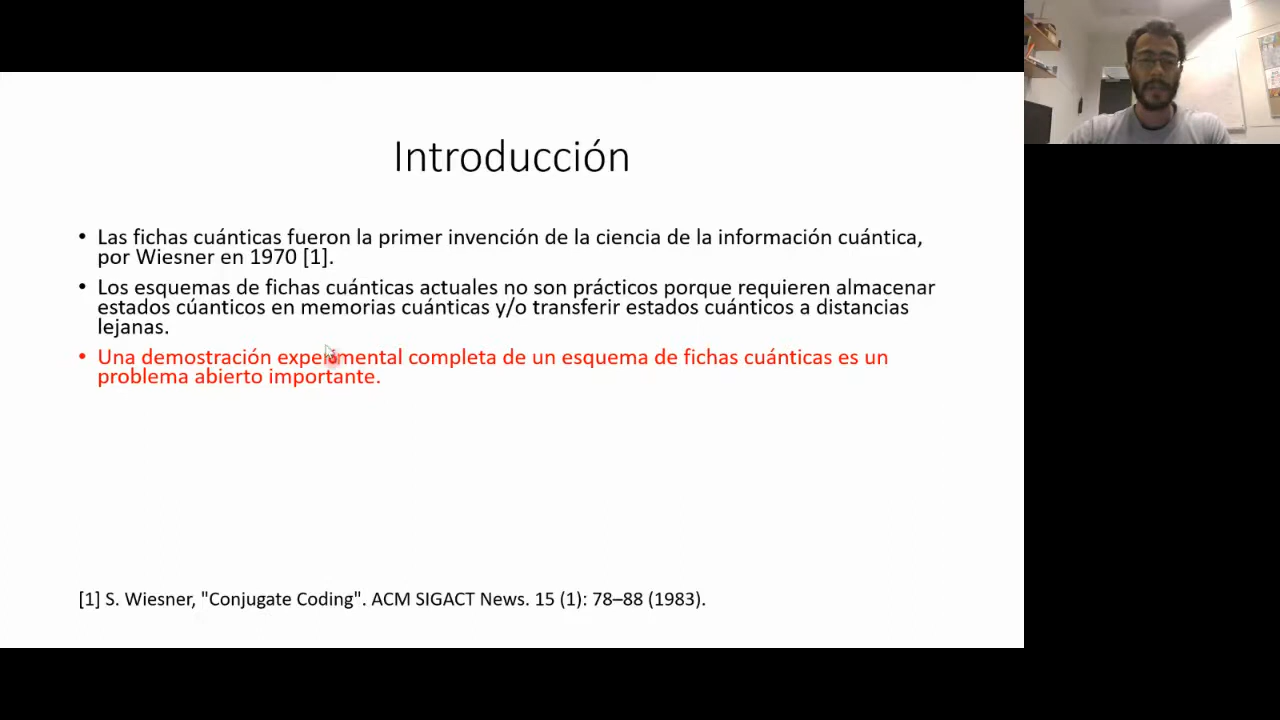 Introducción
• Las fichas cuánticas fueron la primer invención de la ciencia de la información cuántica,
por Wiesner en 1970 [1].
• Los esquemas de fichas cuánticas actuales no son prácticos porque requieren almacenar
estados cúanticos en memorias cuánticas y/o transferir estados cuánticos a distancias
lejanas.
• Una demostración experimental completa de un esquema de fichas cuánticas es un
problema abierto importante.
[1] S. Wiesner, "Conjugate Coding". ACM SIGACT News. 15 (1): 78–88 (1983).